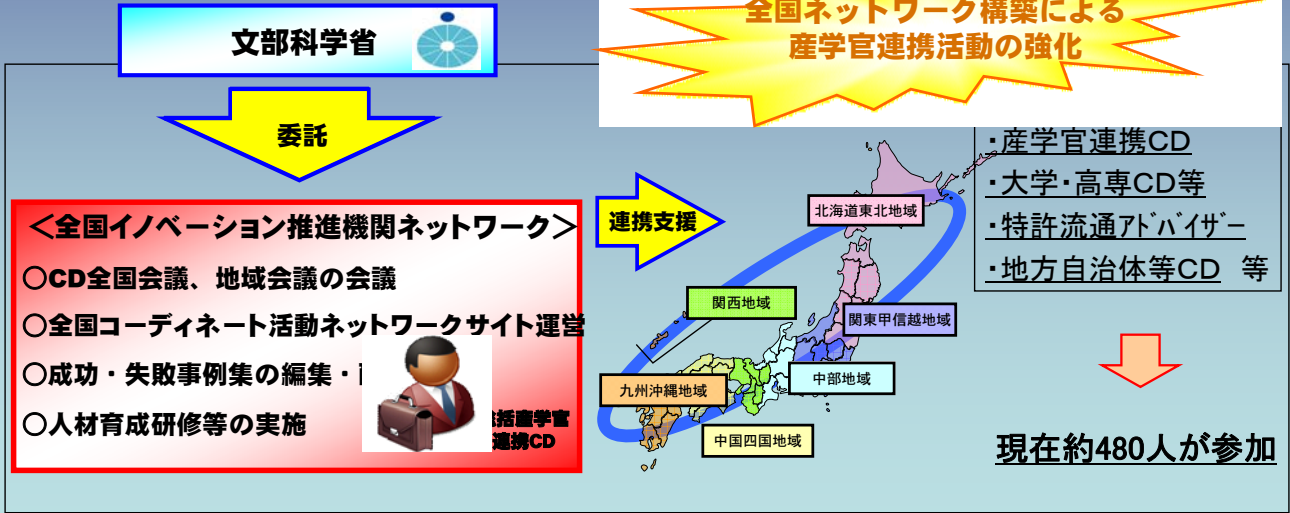 文部科学省
全国ネットワーク構築による
産学官連携活動の強化
委託
＜全国イノベーション推進機関ネットワーク＞
○CD全国会議、地域会議の会議
○全国コーディネート活動ネットワークサイト運営
○成功・失敗事例集の編集・
○人材育成研修等の実施
括産学官
連携CD
連携支援
北海道東北地域
関西地域
関東甲信越地域
九州沖縄地域
中部地域
中国四国地域
・産学官連携CD
・大学・高専CD等
・特許流通ｱﾄﾞﾊﾞｲｻﾞｰ
・地方自治体等CD 等
現在約480人が参加